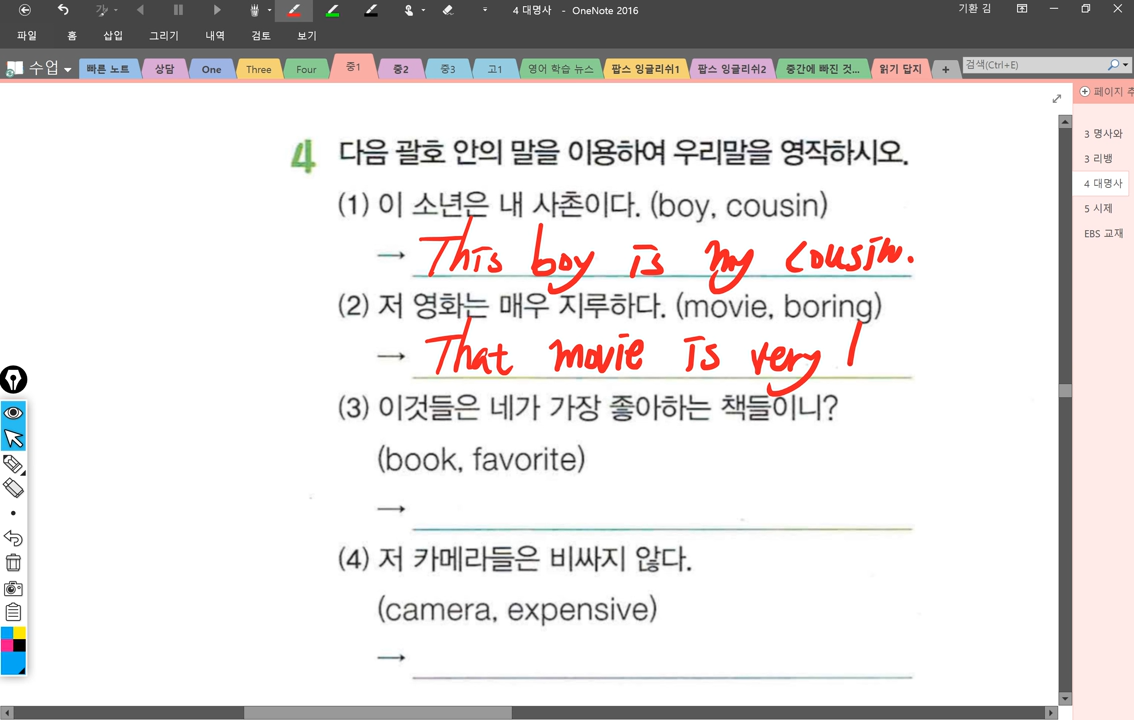 4 대명사 - OneNote 2016
기환 김
파일 홈 삽입 그리기 내역 검토 보기
수업 빠른 노트 상담 One Three Four 중1 중2 중3 고1 영어 학습 뉴스 팝스 잉글리쉬1 팝스 잉글리쉬2 중간에 빠진 것... 읽기 답지 + 검색(Ctrl+E)
페이지 추
3 명사와
3 리뱅
4 대명사
5 시제
EBS 교재
4 다음 괄호 안의 말을 이용하여 우리말을 영작하시오.
(1) 이 소년은 내 사촌이다. (boy, cousin)
→ This boy is my cousin.
(2) 저 영화는 매우 지루하다. (movie, boring)
→ That movie is very
(3) 이것들은 네가 가장 좋아하는 책들이니?
(book, favorite)
→
(4) 저 카메라들은 비싸지 않다.
(camera, expensive)
→